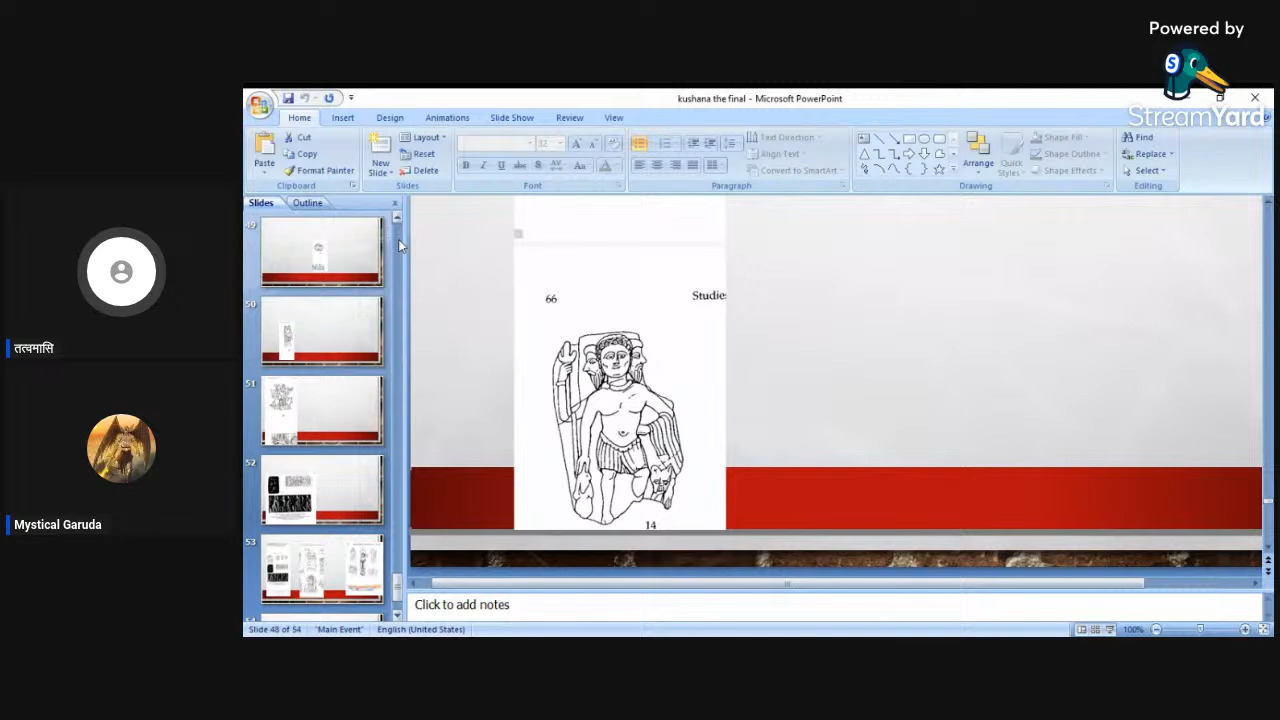 Powered by
StreamYard
kushana the final - Microsoft PowerPoint
Home Insert Design Animations Slide Show Review View
Paste
Cut
Copy
Format Painter
Clipboard
New
Slide
Layout
Reset
Delete
Slides
32
B I U abc S AV Aa A
Font
Text Direction
Align Text
Convert to SmartArt
Paragraph
Arrange
Quick
Styles
Shape Fill
Shape Outline
Shape Effects
Drawing
Find
Replace
Select
Editing
Slides Outline
49
50
51
52
53
66 Studie
14
तत्वमासि
Mystical Garuda
Click to add notes
Slide 48 of 54 "Main Event" English (United States) 100%